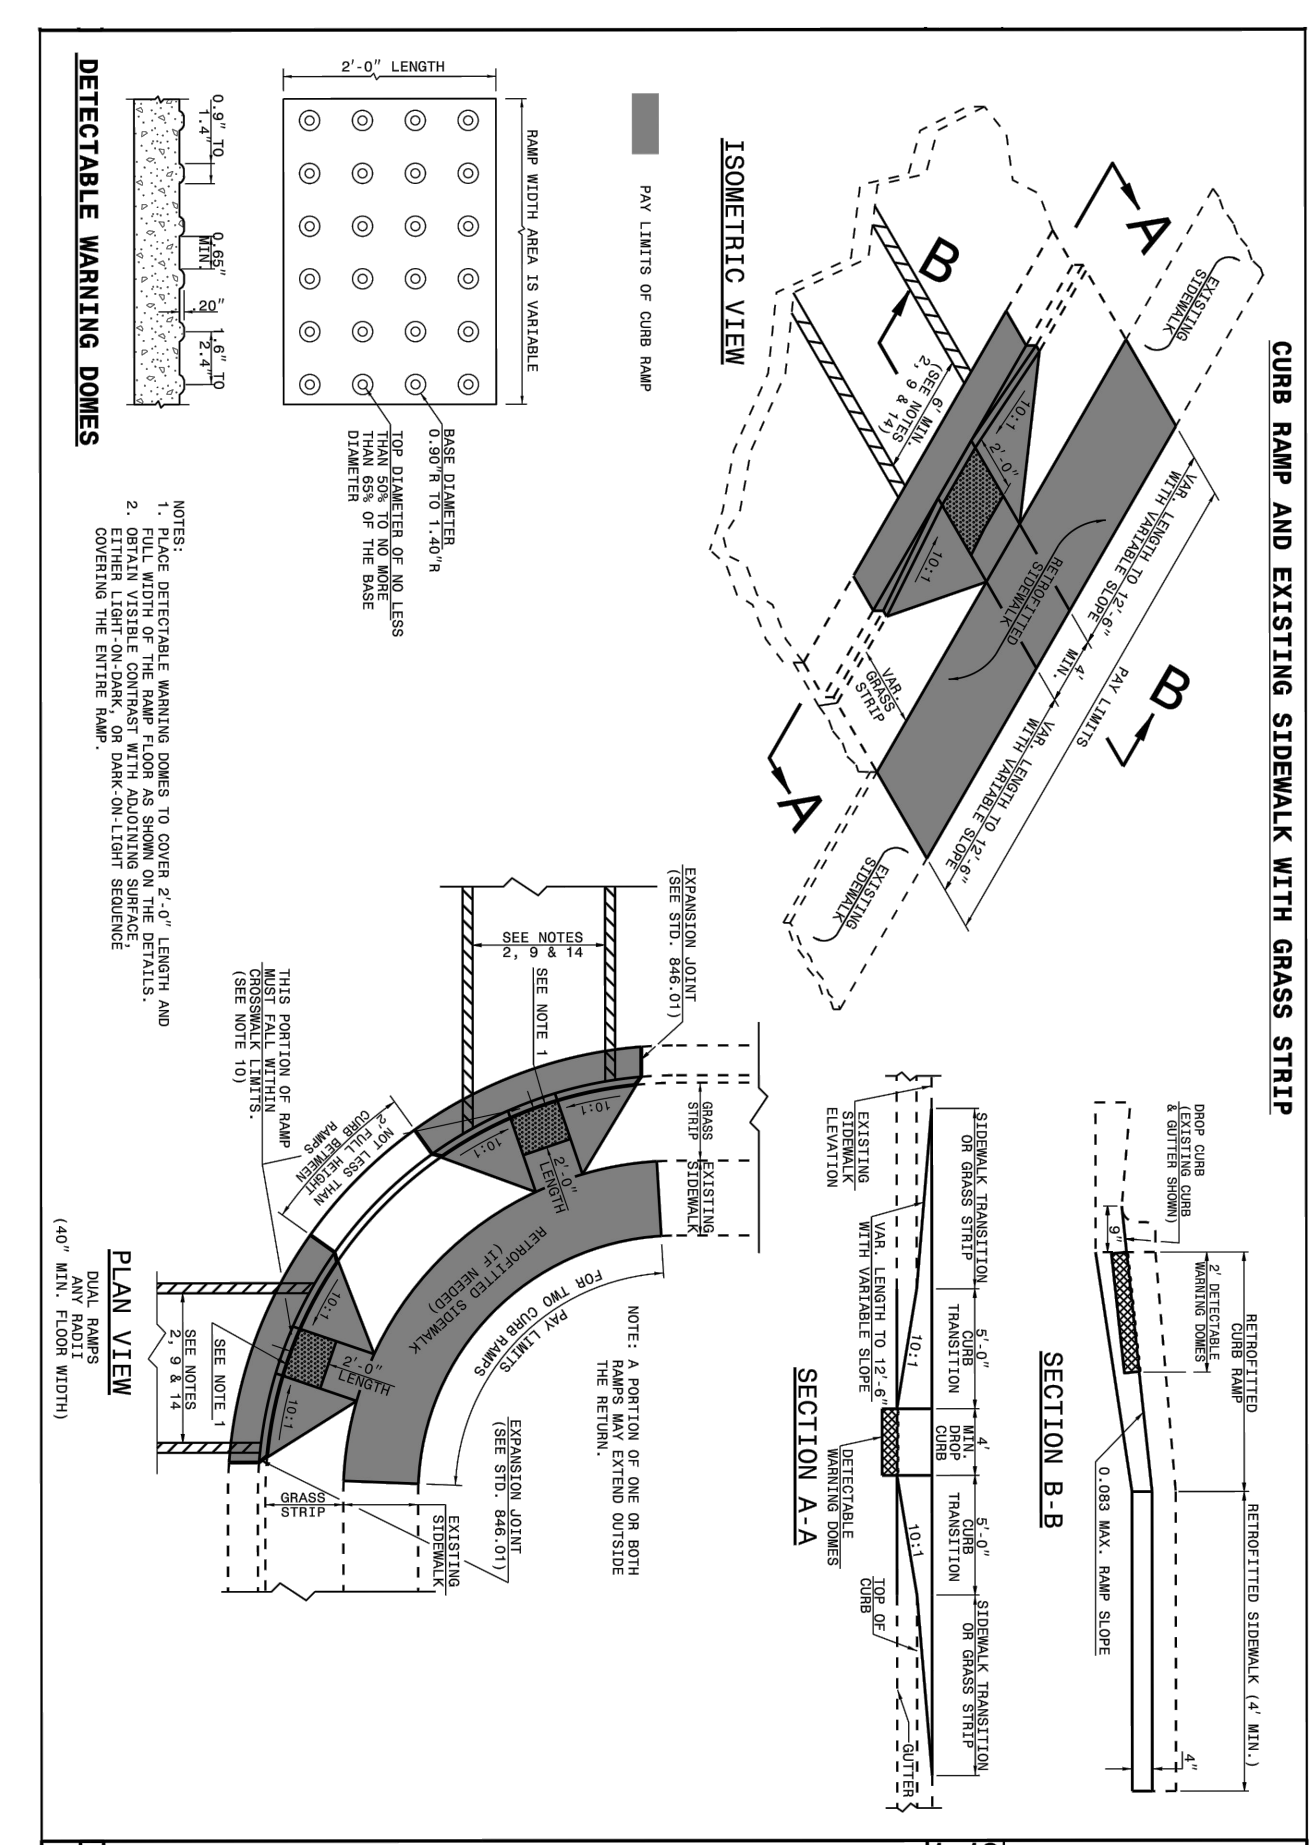 CURB RAMP AND EXISTING SIDEWALK WITH GRASS STRIP
ISOMETRIC VIEW
A
A
B
B
EXISTING
SIDEWALK
EXISTING
SIDEWALK
RETROFITTED
SIDEWALK
VAR. LENGTH TO 12'-6"
WITH VARIABLE SLOPE
4'
MIN.
VAR. LENGTH TO 12'-6"
WITH VARIABLE SLOPE
PAY LIMITS
6' MIN.
(SEE NOTES
2, 9 & 14)
10:1
2'-0"
10:1
VAR.
GRASS
STRIP
PAY LIMITS OF CURB RAMP
DROP CURB
(EXISTING CURB
& GUTTER SHOWN)
9"
2' DETECTABLE
WARNING DOMES
RETROFITTED
CURB RAMP
RETROFITTED SIDEWALK (4' MIN.)
0.083 MAX. RAMP SLOPE
4"
SECTION B-B
SIDEWALK TRANSITION
OR GRASS STRIP
5'-0"
CURB
TRANSITION
4'
MIN.
DROP
CURB
5'-0"
CURB
TRANSITION
SIDEWALK TRANSITION
OR GRASS STRIP
EXISTING
SIDEWALK
ELEVATION
VAR. LENGTH TO 12'-6"
WITH VARIABLE SLOPE
10:1
10:1
DETECTABLE
WARNING DOMES
TOP OF
CURB
GUTTER
SECTION A-A
2'-0" LENGTH
RAMP WIDTH AREA IS VARIABLE
BASE DIAMETER
0.90"R TO 1.40"R
TOP DIAMETER OF NO LESS
THAN 50% TO NO MORE
THAN 65% OF THE BASE
DIAMETER
0.9" TO
1.4"
0.65"
MIN.
.20"
1.6" TO
2.4"
DETECTABLE WARNING DOMES
NOTES:
1. PLACE DETECTABLE WARNING DOMES TO COVER 2'-0" LENGTH AND
FULL WIDTH OF THE RAMP FLOOR AS SHOWN ON THE DETAILS.
2. OBTAIN VISIBLE CONTRAST WITH ADJOINING SURFACE,
EITHER LIGHT-ON-DARK, OR DARK-ON-LIGHT SEQUENCE
COVERING THE ENTIRE RAMP.
EXPANSION JOINT
(SEE STD. 846.01)
SEE NOTES
2, 9 & 14
SEE NOTE 1
10:1
10:1
2'-0"
LENGTH
GRASS
STRIP
EXISTING
SIDEWALK
THIS PORTION OF RAMP
MUST FALL WITHIN
CROSSWALK LIMITS.
(SEE NOTE 10)
NOT LESS THAN
2' FULL HEIGHT
CURB BETWEEN
RAMPS
RETROFITTED SIDEWALK
(IF NEEDED)
PAY LIMITS
FOR TWO CURB RAMPS
NOTE: A PORTION OF ONE OR BOTH
RAMPS MAY EXTEND OUTSIDE
THE RETURN.
10:1
2'-0"
LENGTH
10:1
SEE NOTE 1
SEE NOTES
2, 9 & 14
GRASS
STRIP
EXISTING
SIDEWALK
EXPANSION JOINT
(SEE STD. 846.01)
PLAN VIEW
DUAL RAMPS
ANY RADII
(40" MIN. FLOOR WIDTH)